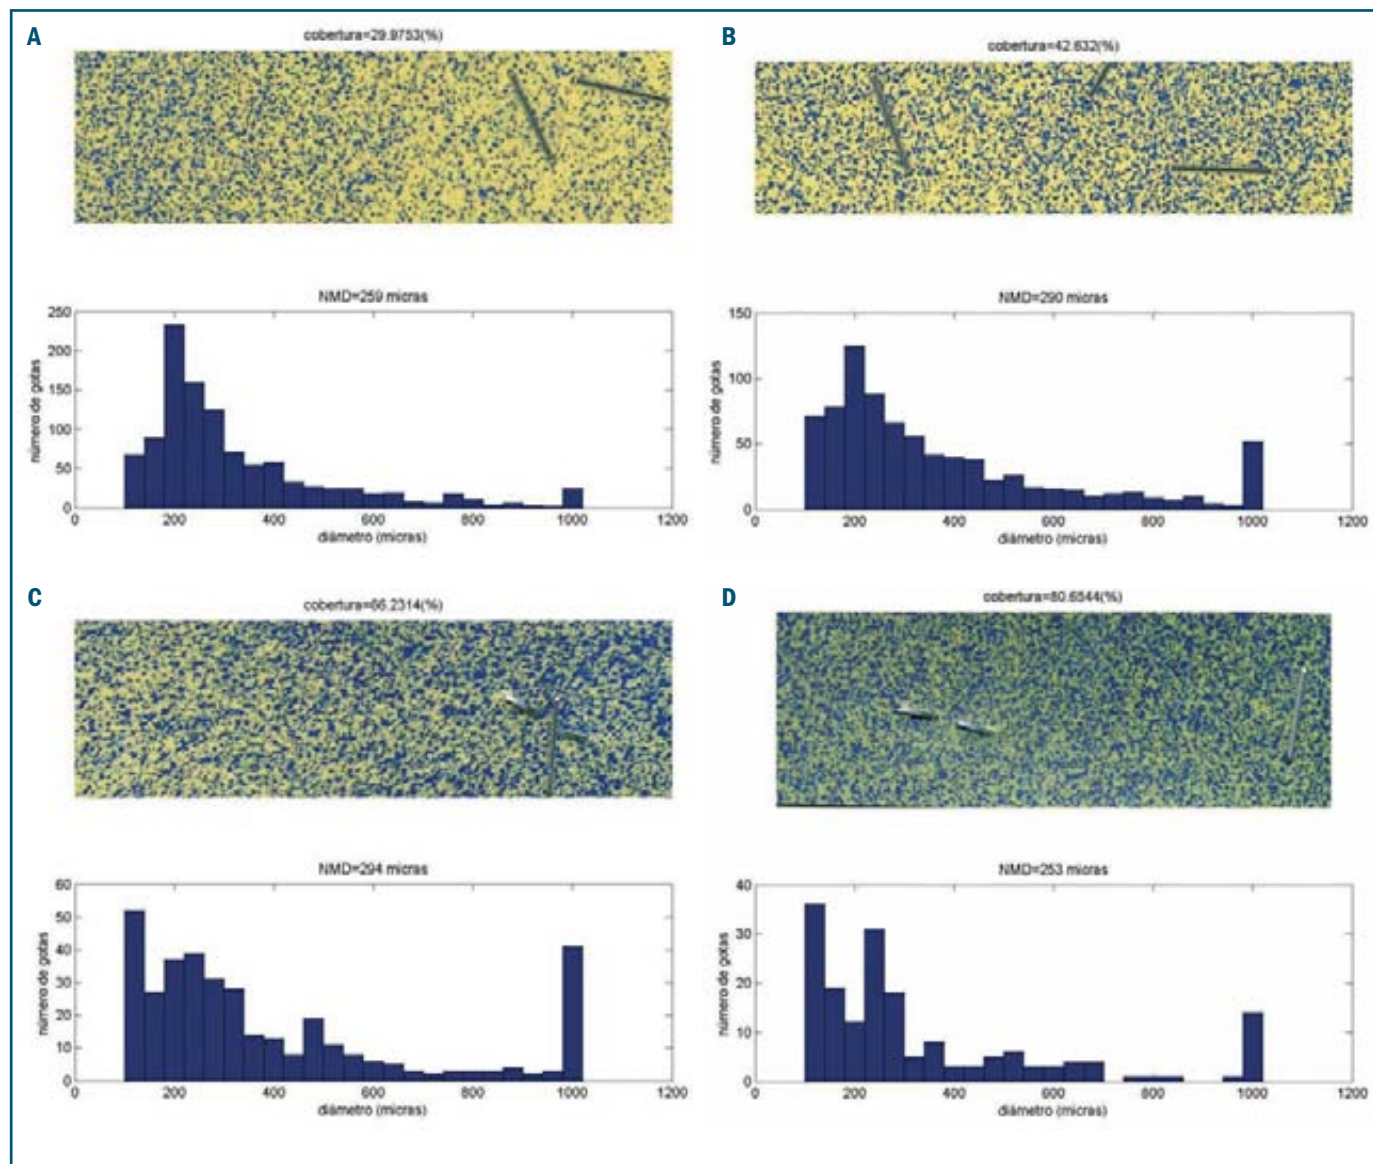 A
cobertura=29.9753(%)
NMD=259 micras
número de gotas
250
200
150
100
50
0
0 200 400 600 800 1000 1200
diámetro (micras)
B
cobertura=42.632(%)
NMD=290 micras
número de gotas
150
100
50
0
0 200 400 600 800 1000 1200
diámetro (micras)
C
cobertura=66.2314(%)
NMD=294 micras
número de gotas
60
50
40
30
20
10
0
0 200 400 600 800 1000 1200
diámetro (micras)
D
cobertura=80.6544(%)
NMD=253 micras
número de gotas
40
30
20
10
0
0 200 400 600 800 1000 1200
diámetro (micras)